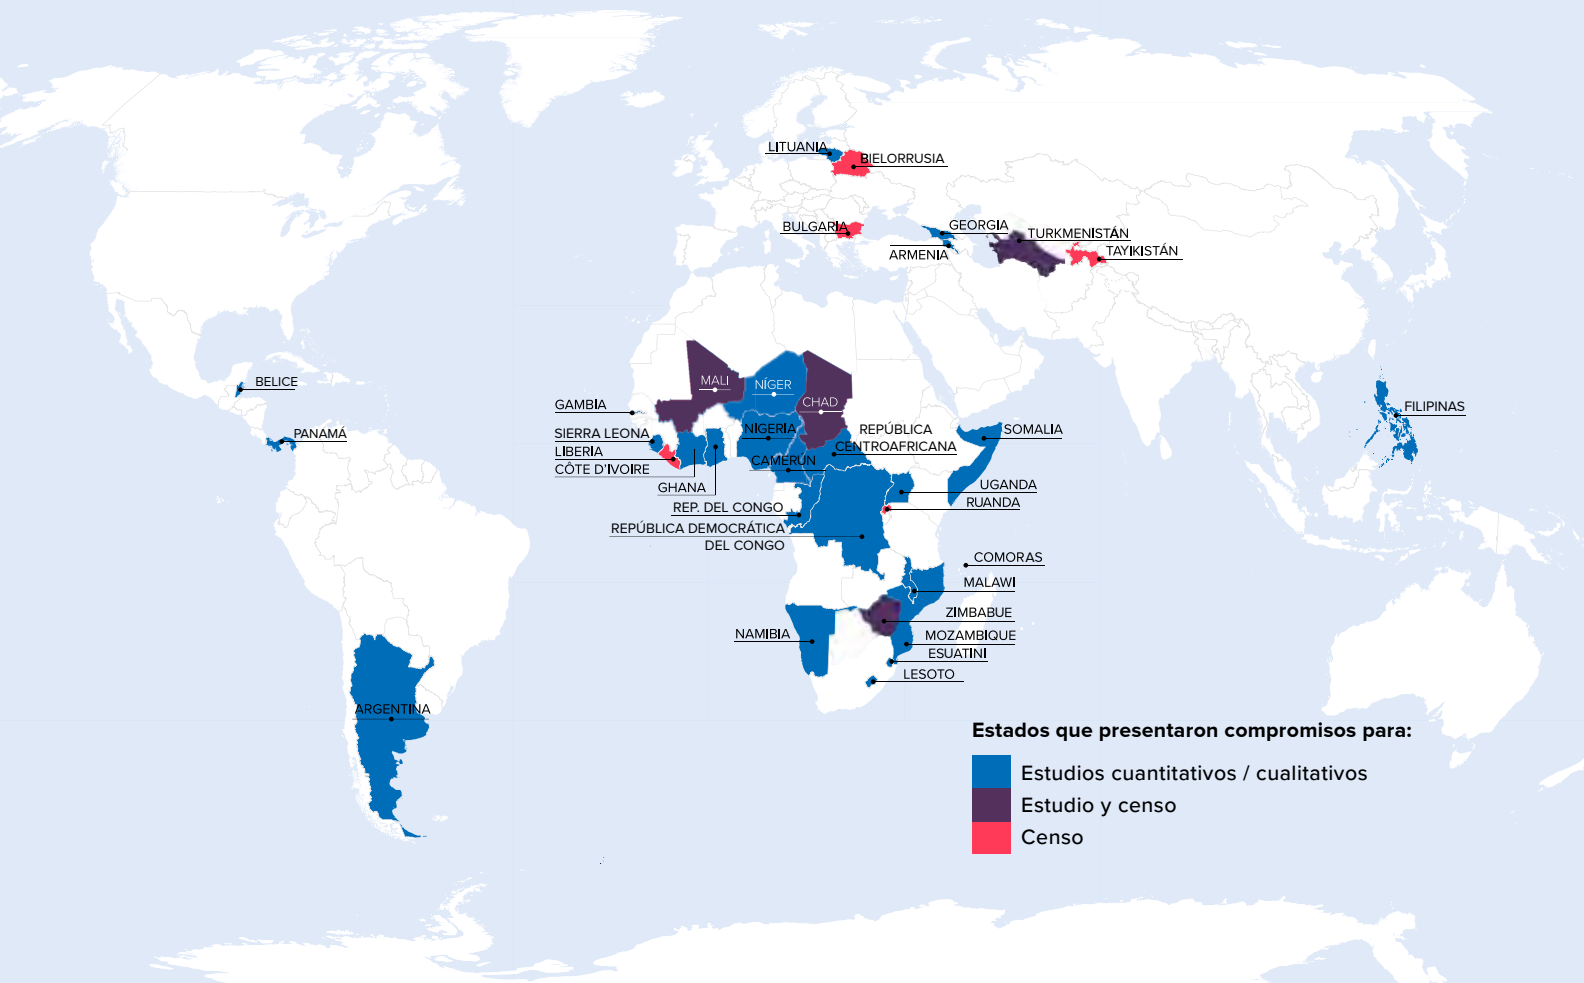 LITUANIA
BIELORRUSIA
BULGARIA
GEORGIA
TURKMENISTÁN
ARMENIA
TAYIKISTÁN
BELICE
PANAMÁ
MALI
NÍGER
CHAD
GAMBIA
SIERRA LEONA
LIBERIA
CÔTE D'IVOIRE
GHANA
NIGERIA
CAMERÚN
REPÚBLICA
CENTROAFRICANA
SOMALIA
FILIPINAS
UGANDA
RUANDA
REP. DEL CONGO
REPÚBLICA DEMOCRÁTICA
DEL CONGO
COMORAS
MALAWI
ZIMBABUE
NAMIBIA
MOZAMBIQUE
ESUATINI
LESOTO
ARGENTINA
Estados que presentaron compromisos para:
Estudios cuantitativos / cualitativos
Estudio y censo
Censo